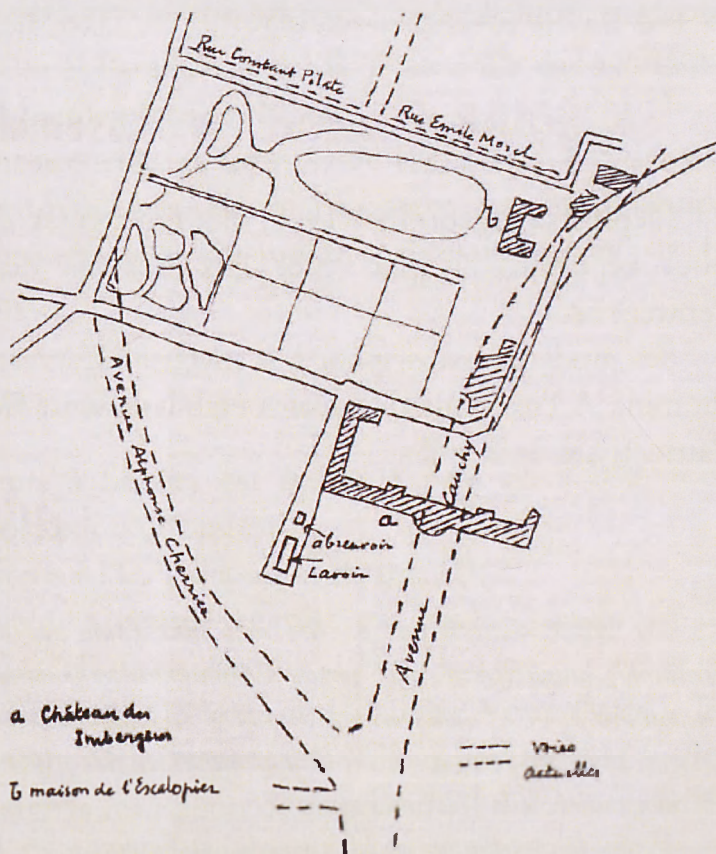 Rue Constant Pilate
Rue Emile Morel
b
Avenue Alphonse Cherrier
Cauchy
a
abreuvoir
Lavoir
Avenue
a Château des
Imbergères
b maison de l'Escalopier
voies
actuelles